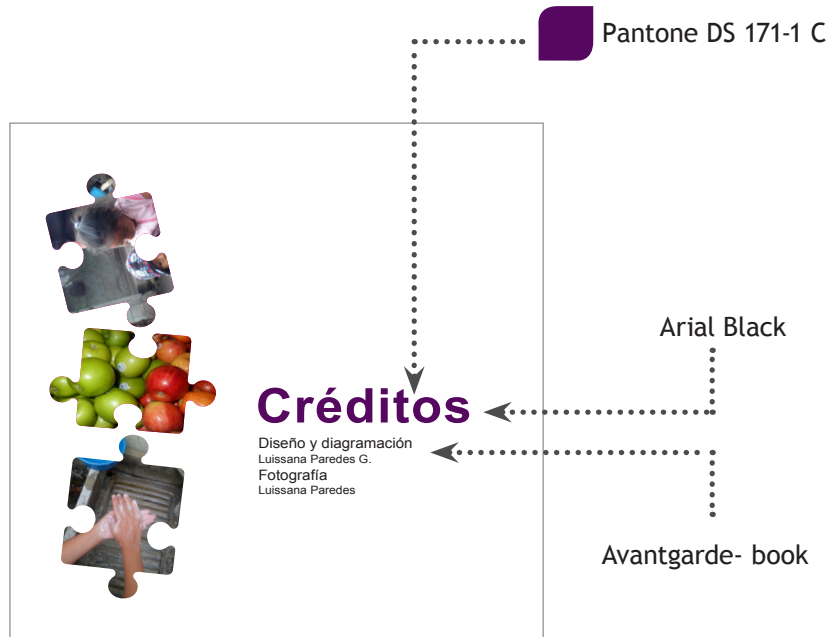 Pantone DS 171-1 C
Arial Black
Créditos
Diseño y diagramación
Luissana Paredes G.
Fotografía
Luissana Paredes
Avantgarde- book